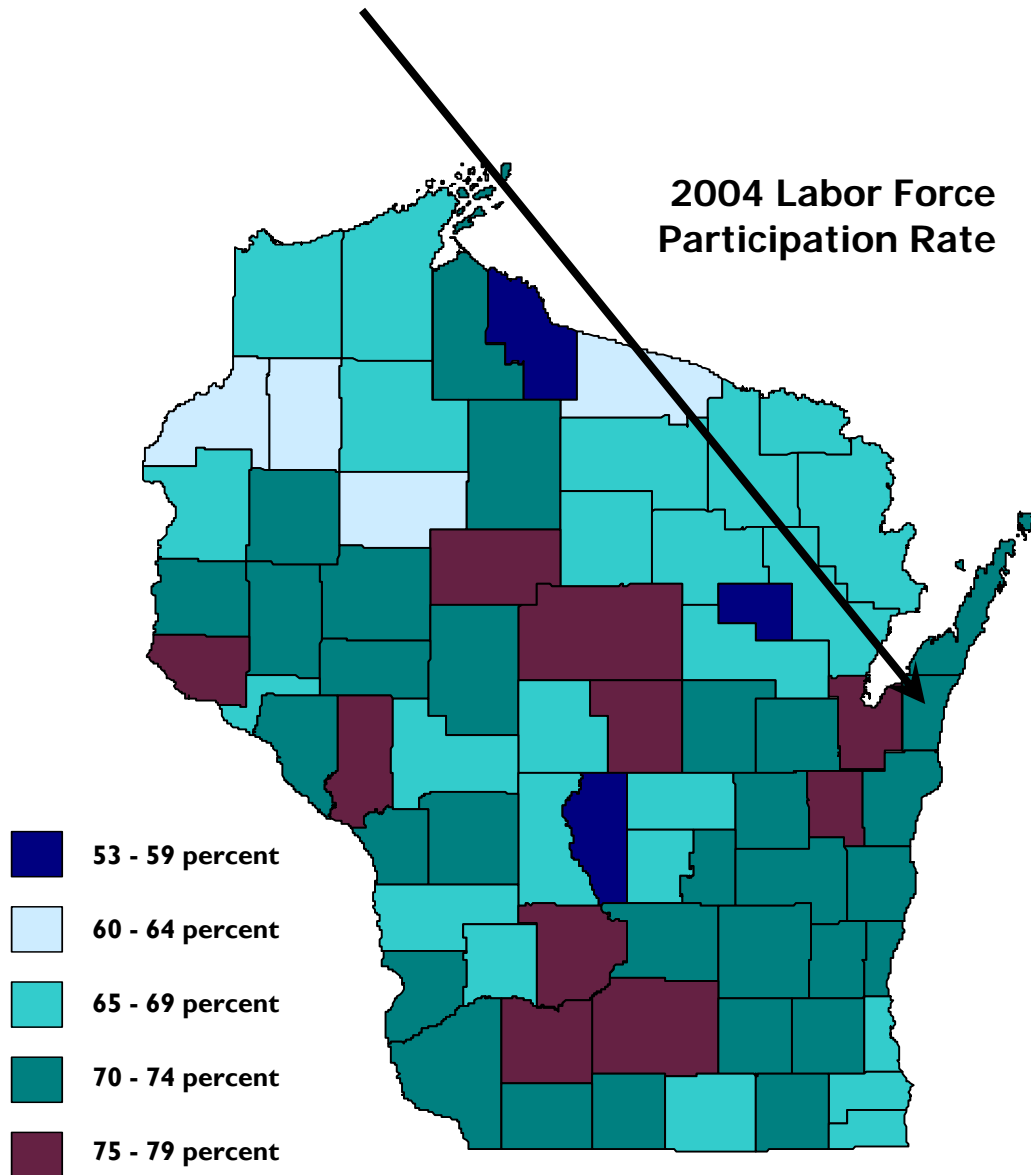 2004 Labor Force
Participation Rate
53 - 59 percent
60 - 64 percent
65 - 69 percent
70 - 74 percent
75 - 79 percent